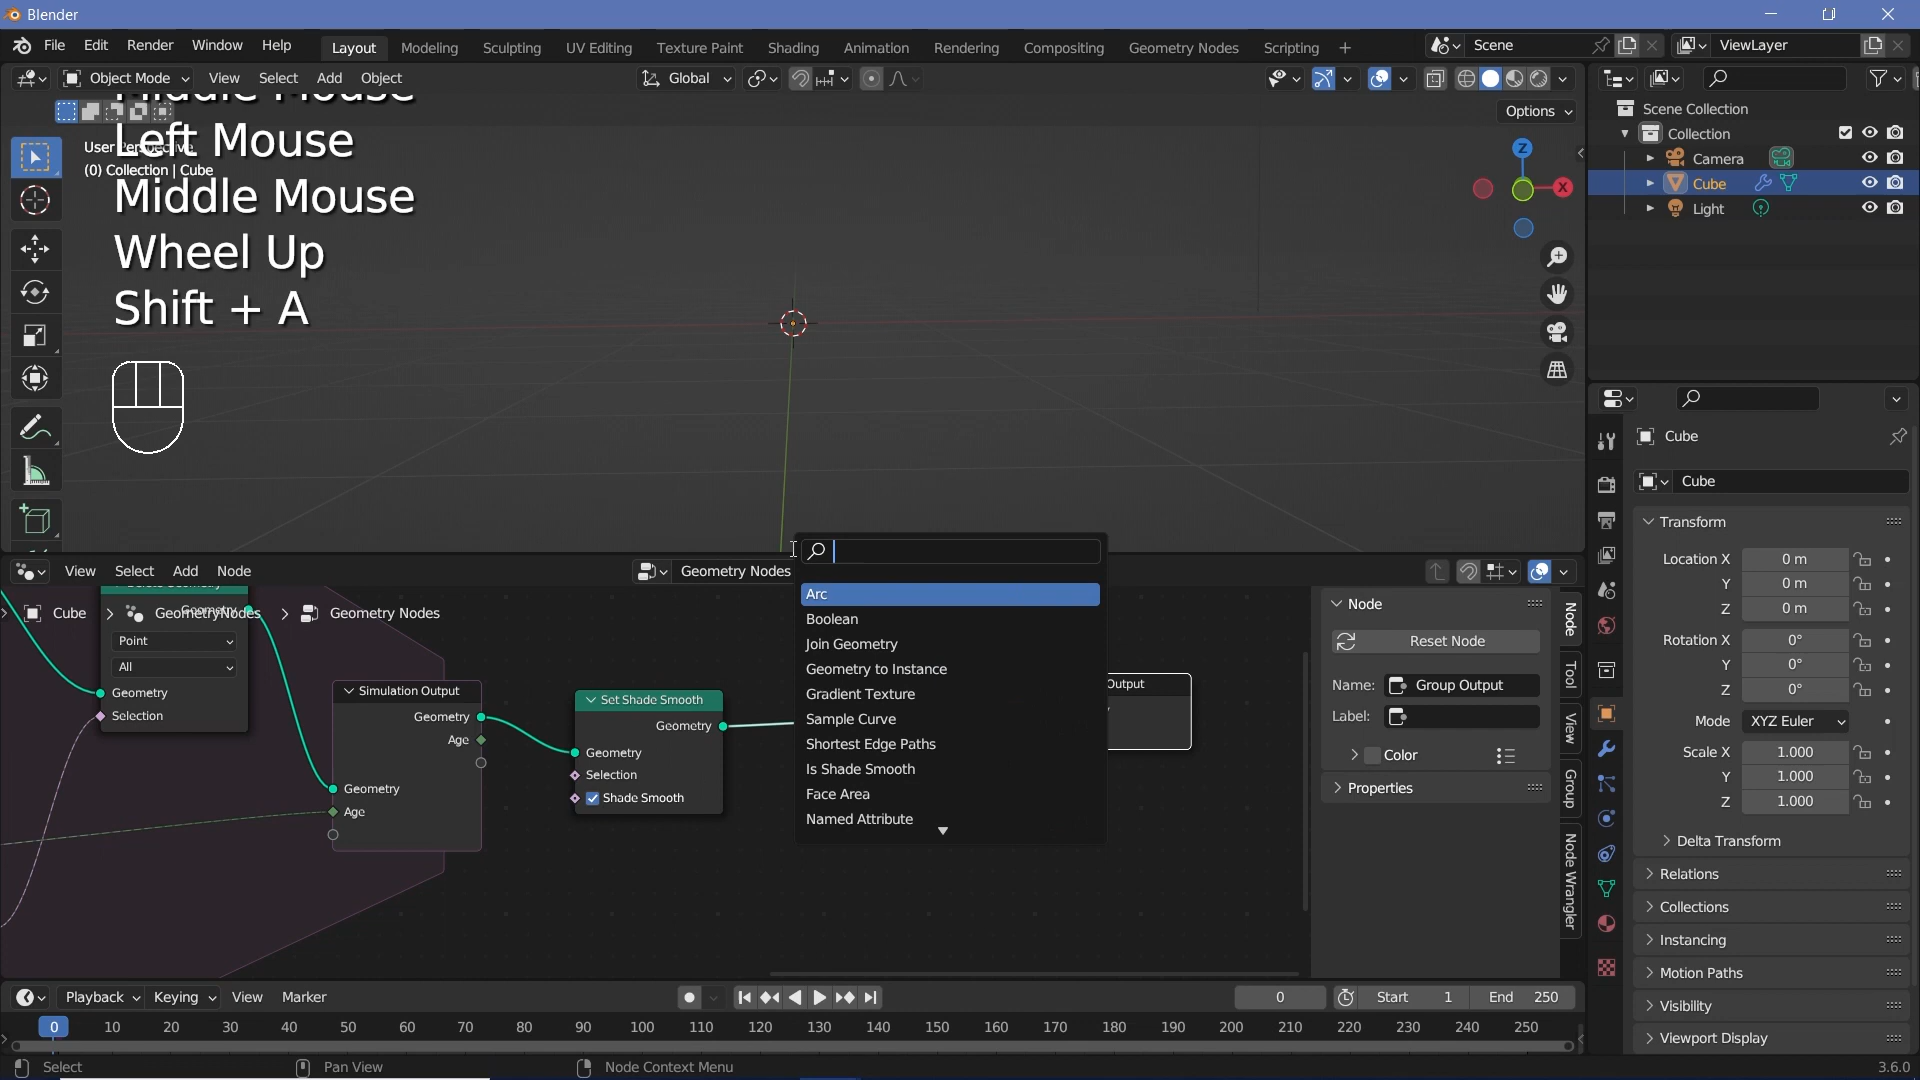 Blender
File Edit Render Window Help
Layout Modeling Sculpting UV Editing Texture Paint Shading Animation Rendering Compositing Geometry Nodes Scripting
Scene
ViewLayer
Object Mode View Select Add Object
Global
Options
Middle Mouse
Left Mouse
User Perspective
(0) Collection | Cube
Middle Mouse
Wheel Up
Shift + A
Z
X
Scene Collection
Collection
Camera
Cube
Light
Cube
Cube
Transform
Location X 0 m
Y 0 m
Z 0 m
Rotation X 0°
Y 0°
Z 0°
Mode XYZ Euler
Scale X 1.000
Y 1.000
Z 1.000
Delta Transform
Relations
Collections
Instancing
Motion Paths
Visibility
Viewport Display
View Select Add Node
Geometry Nodes
Cube
GeometryNodes
Geometry Nodes
Delete Geometry
Geometry
Point
All
Geometry
Selection
Simulation Output
Geometry
Age
Geometry
Age
Set Shade Smooth
Geometry
Geometry
Selection
Shade Smooth
Output
Arc
Boolean
Join Geometry
Geometry to Instance
Gradient Texture
Sample Curve
Shortest Edge Paths
Is Shade Smooth
Face Area
Named Attribute
Node
Reset Node
Name: Group Output
Label:
Color
Properties
Node
Tool
View
Group
Node Wrangler
Playback Keying View Marker
0
Start 1
End 250
0 10 20 30 40 50 60 70 80 90 100 110 120 130 140 150 160 170 180 190 200 210 220 230 240 250
Select
Pan View
Node Context Menu
3.6.0